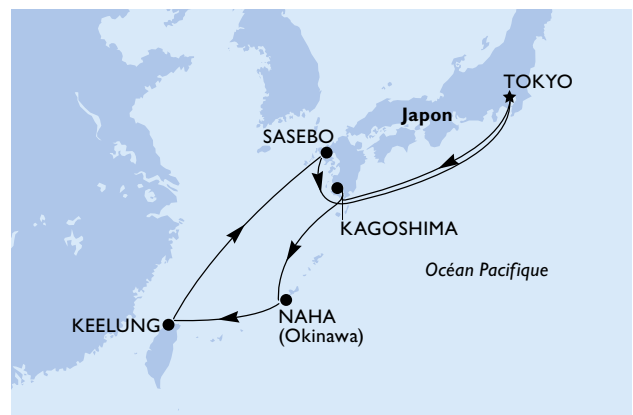 TOKYO
Japon
SASEBO
KAGOSHIMA
Océan Pacifique
NAHA
(Okinawa)
KEELUNG